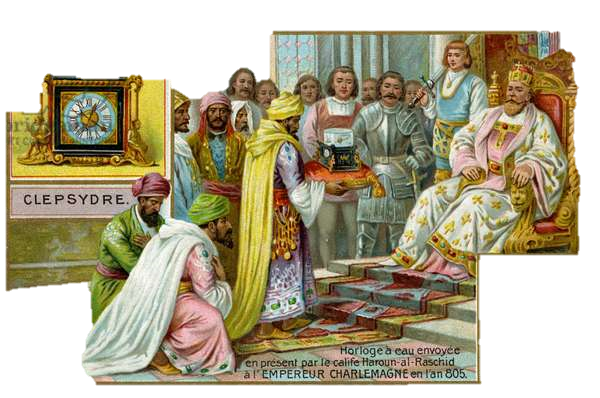 CLEPSYDRE.
Horloge à eau envoyée
en présent par le calife Haroun-al-Raschid
à l'EMPEREUR CHARLEMAGNE en l'an 805.